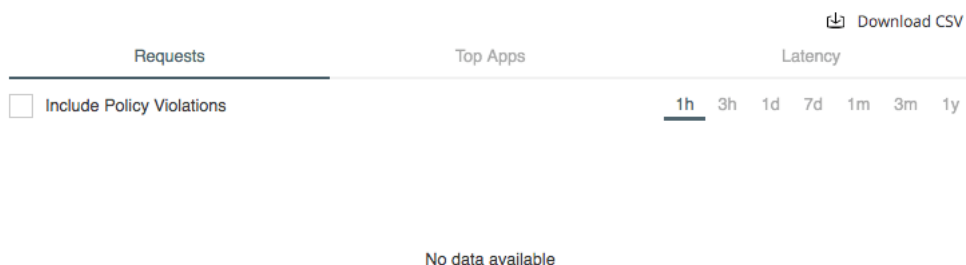 Download CSV
Requests Top Apps Latency
Include Policy Violations 1h 3h 1d 7d 1m 3m 1y
No data available